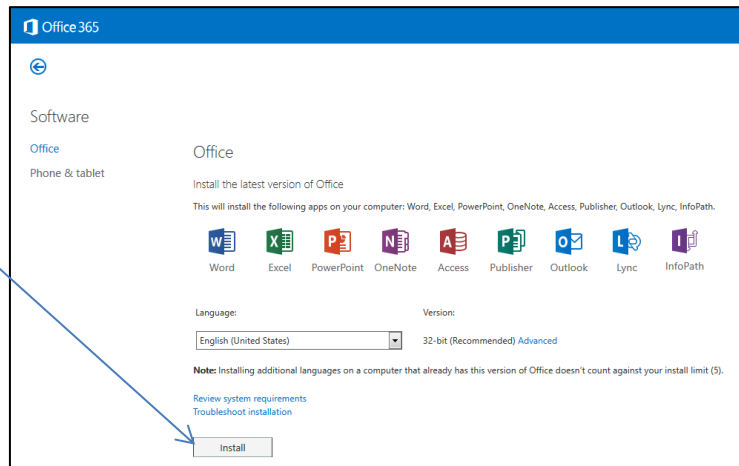 Office 365
Software
Office
Phone & tablet
Office
Install the latest version of Office
This will install the following apps on your computer: Word, Excel, PowerPoint, OneNote, Access, Publisher, Outlook, Lync, InfoPath.
Word Excel PowerPoint OneNote Access Publisher Outlook Lync InfoPath
Language: Version:
English (United States) 32-bit (Recommended) Advanced
Note: Installing additional languages on a computer that already has this version of Office doesn't count against your install limit (5).
Review system requirements
Troubleshoot installation
Install